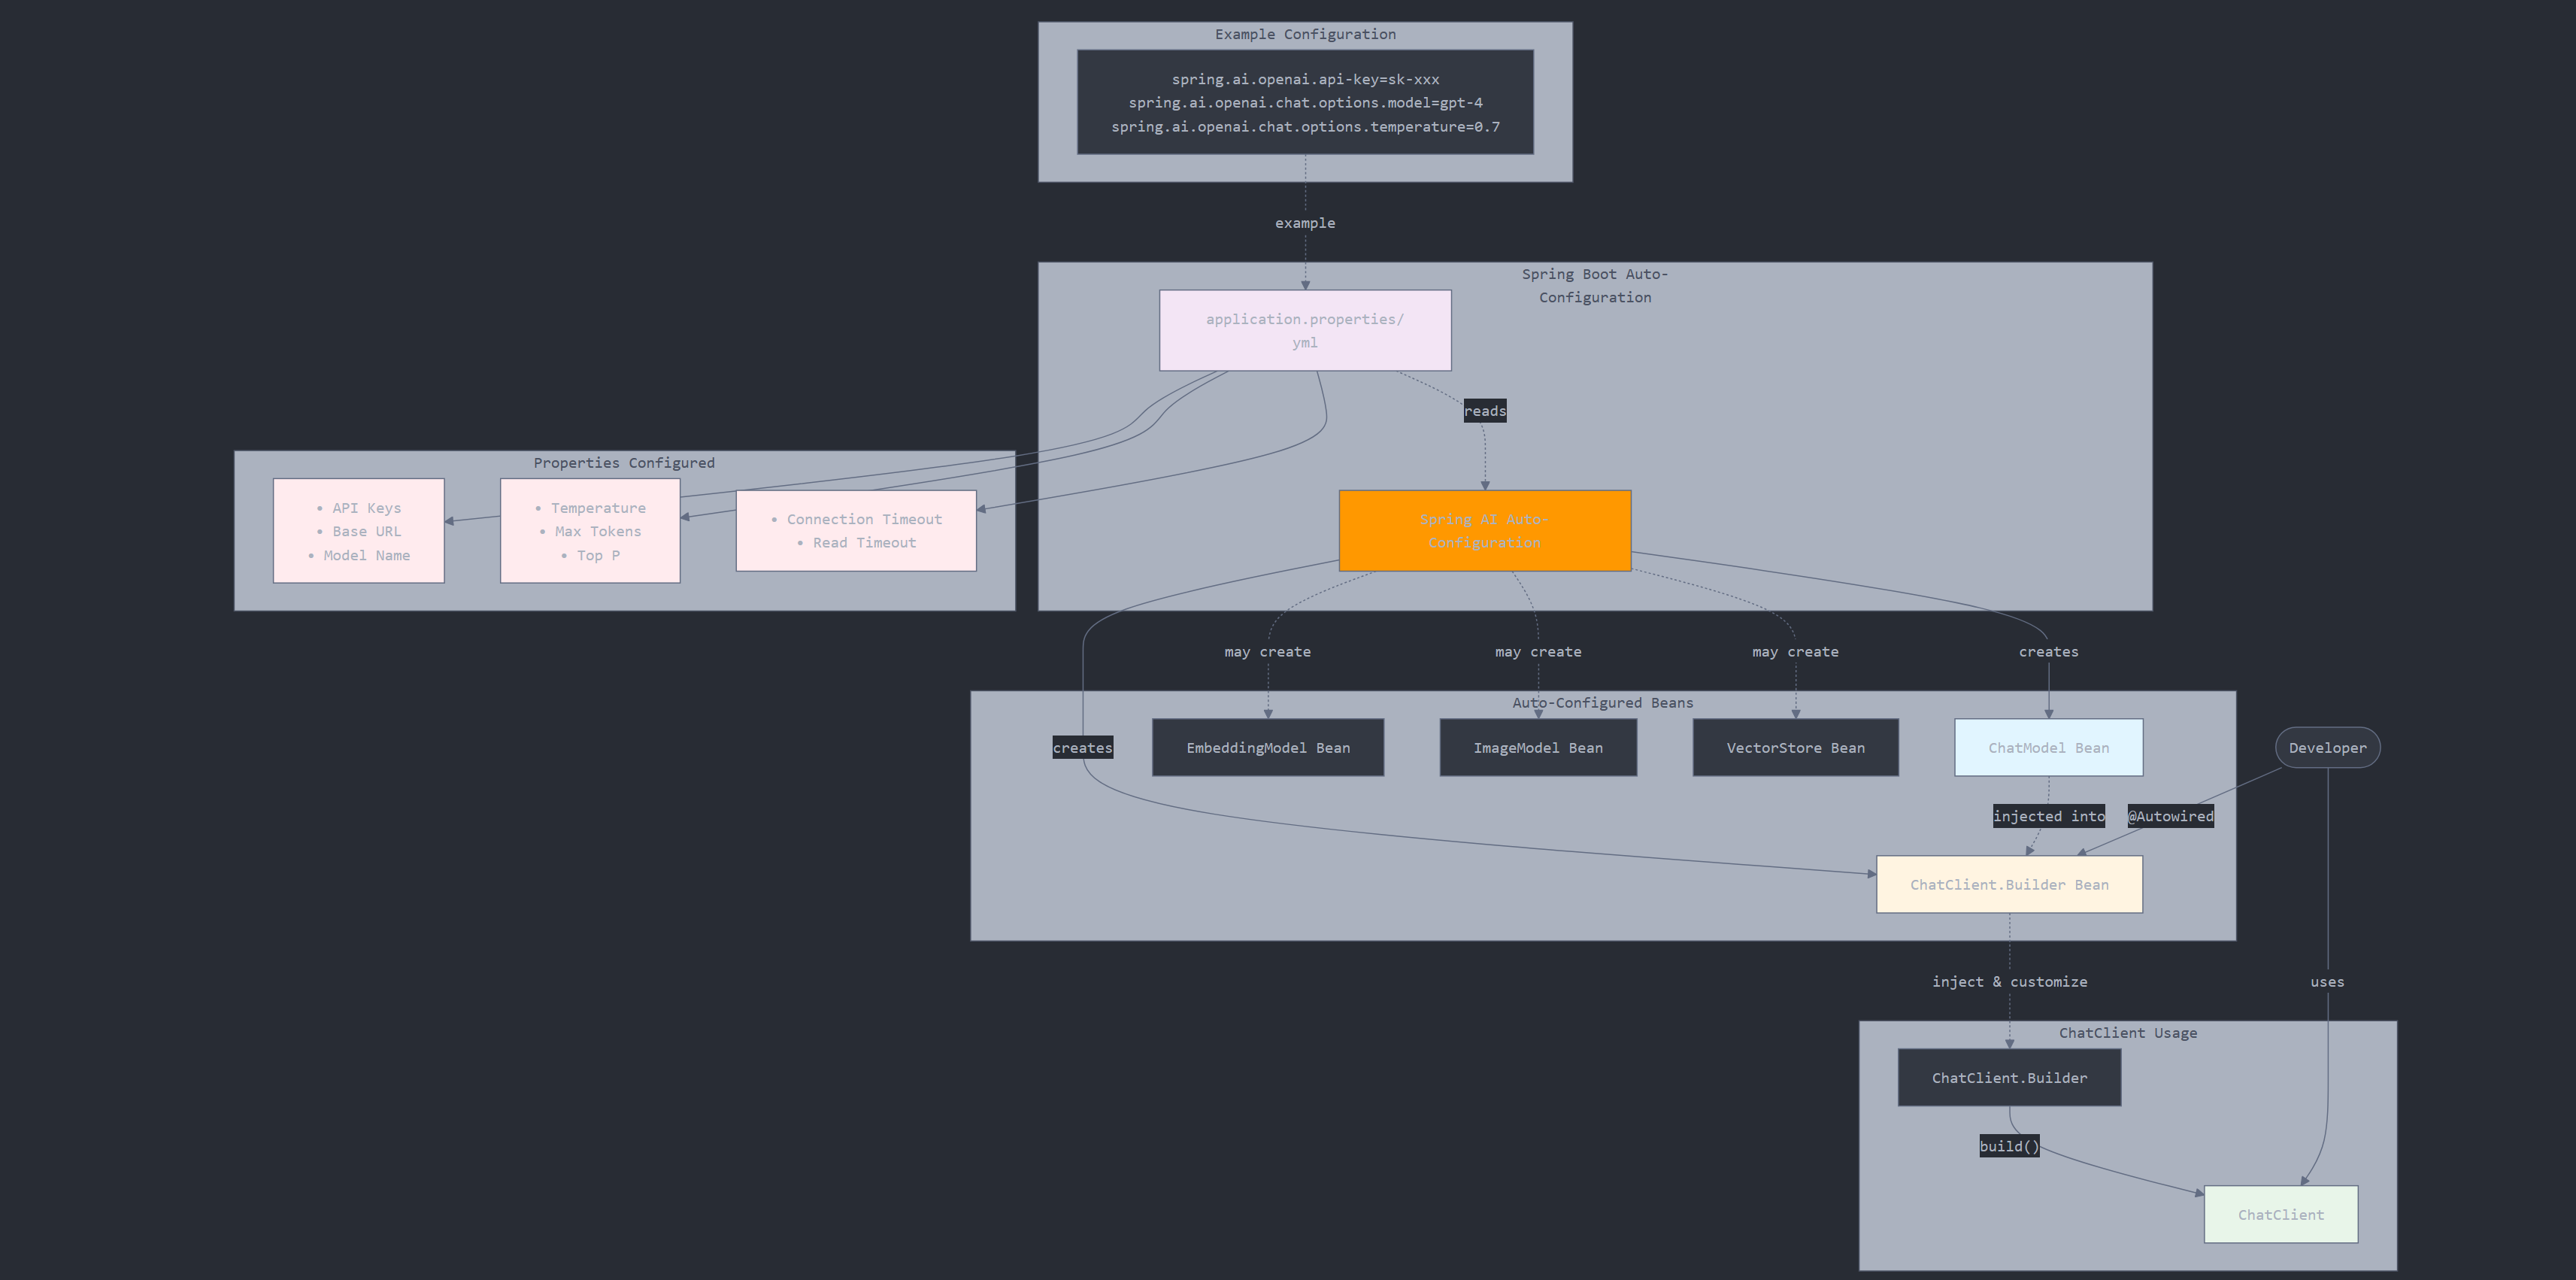 Example Configuration
spring.ai.openai.api-key=sk-xxx
spring.ai.openai.chat.options.model=gpt-4
spring.ai.openai.chat.options.temperature=0.7
example
Spring Boot Auto-
Configuration
application.properties/
yml
reads
Properties Configured
• API Keys
• Base URL
• Model Name
• Temperature
• Max Tokens
• Top P
• Connection Timeout
• Read Timeout
Spring AI Auto-
Configuration
may create
may create
may create
creates
Auto-Configured Beans
creates
EmbeddingModel Bean
ImageModel Bean
VectorStore Bean
ChatModel Bean
Developer
injected into
@Autowired
ChatClient.Builder Bean
inject & customize
uses
ChatClient Usage
ChatClient.Builder
build()
ChatClient